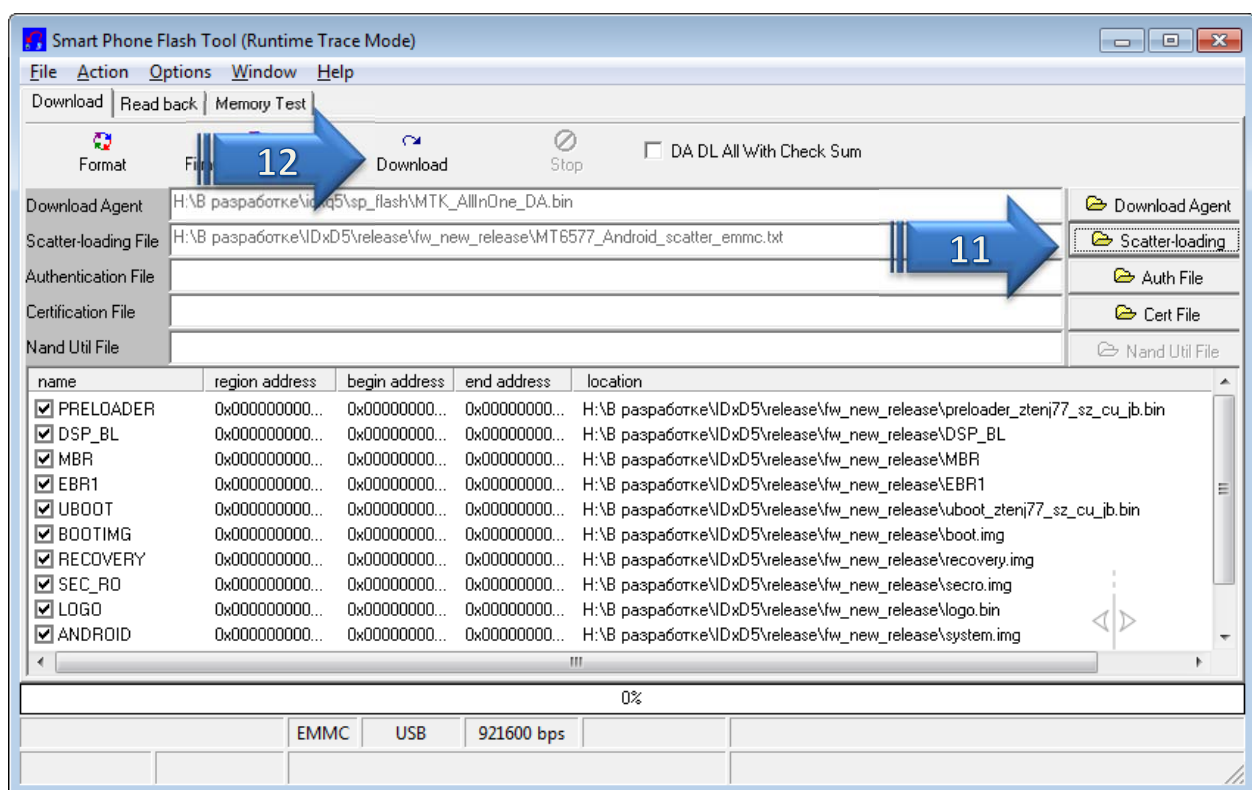 Smart Phone Flash Tool (Runtime Trace Mode)
File Action Options Window Help
Download Read back Memory Test
Format 12 Download Stop DA DL All With Check Sum
Download Agent H:\В разработке\ \sp_flash\MTK_AllInOne_DA.bin Download Agent
Scatter-loading File H:\В разработке\IDxD5\release\fw_new_release\MT6577_Android_scatter_emmc.txt 11 Scatter-loading
Authentication File Auth File
Certification File Cert File
Nand Util File Nand Util File
name region address begin address end address location
PRELOADER 0x000000000... 0x00000000... 0x00000000... H:\В разработке\IDxD5\release\fw_new_release\preloader_ztenj77_sz_cu_jb.bin
DSP_BL 0x000000000... 0x00000000... 0x00000000... H:\В разработке\IDxD5\release\fw_new_release\DSP_BL
MBR 0x000000000... 0x00000000... 0x00000000... H:\В разработке\IDxD5\release\fw_new_release\MBR
EBR1 0x000000000... 0x00000000... 0x00000000... H:\В разработке\IDxD5\release\fw_new_release\EBR1
UBOOT 0x000000000... 0x00000000... 0x00000000... H:\В разработке\IDxD5\release\fw_new_release\uboot_ztenj77_sz_cu_jb.bin
BOOTIMG 0x000000000... 0x00000000... 0x00000000... H:\В разработке\IDxD5\release\fw_new_release\boot.img
RECOVERY 0x000000000... 0x00000000... 0x00000000... H:\В разработке\IDxD5\release\fw_new_release\recovery.img
SEC_RO 0x000000000... 0x00000000... 0x00000000... H:\В разработке\IDxD5\release\fw_new_release\secro.img
LOGO 0x000000000... 0x00000000... 0x00000000... H:\В разработке\IDxD5\release\fw_new_release\logo.bin
ANDROID 0x000000000... 0x00000000... 0x00000000... H:\В разработке\IDxD5\release\fw_new_release\system.img
0%
EMMC USB 921600 bps